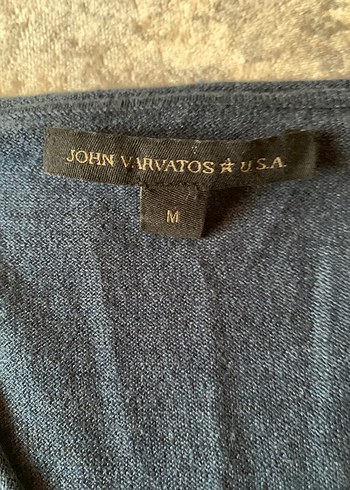 JOHN VARVATOS ★ U.S.A.
M